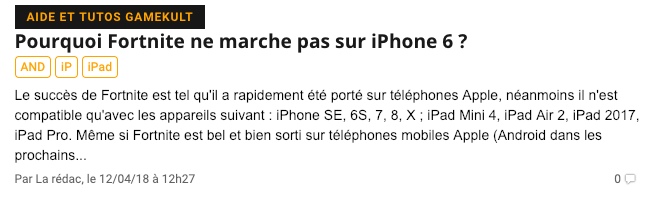 AIDE ET TUTOS GAMEKULT
Pourquoi Fortnite ne marche pas sur iPhone 6 ?
AND iP iPad
Le succès de Fortnite est tel qu'il a rapidement été porté sur téléphones Apple, néanmoins il n'est
compatible qu'avec les appareils suivant : iPhone SE, 6S, 7, 8, X ; iPad Mini 4, iPad Air 2, iPad 2017,
iPad Pro. Même si Fortnite est bel et bien sorti sur téléphones mobiles Apple (Android dans les
prochains...
Par La rédac, le 12/04/18 à 12h27 0